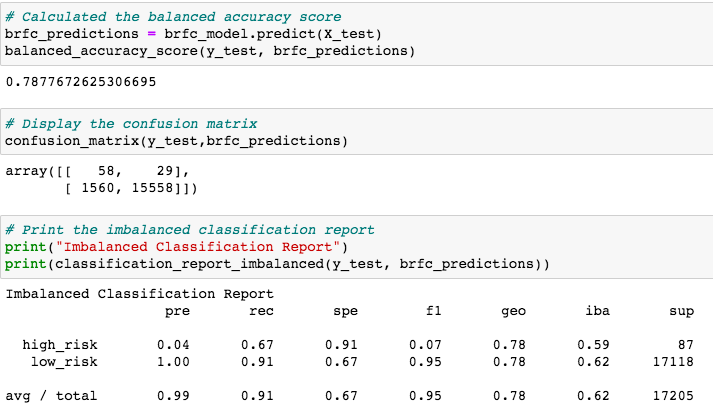 # Calculated the balanced accuracy score
brfc_predictions = brfc_model.predict(X_test)
balanced_accuracy_score(y_test, brfc_predictions)
0.7877672625306695
# Display the confusion matrix
confusion_matrix(y_test,brfc_predictions)
array([[   58,    29],
       [ 1560, 15558]])
# Print the imbalanced classification report
print("Imbalanced Classification Report")
print(classification_report_imbalanced(y_test, brfc_predictions))
Imbalanced Classification Report
pre rec spe f1 geo iba sup
high_risk 0.04 0.67 0.91 0.07 0.78 0.59 87
low_risk 1.00 0.91 0.67 0.95 0.78 0.62 17118
avg / total 0.99 0.91 0.67 0.95 0.78 0.62 17205